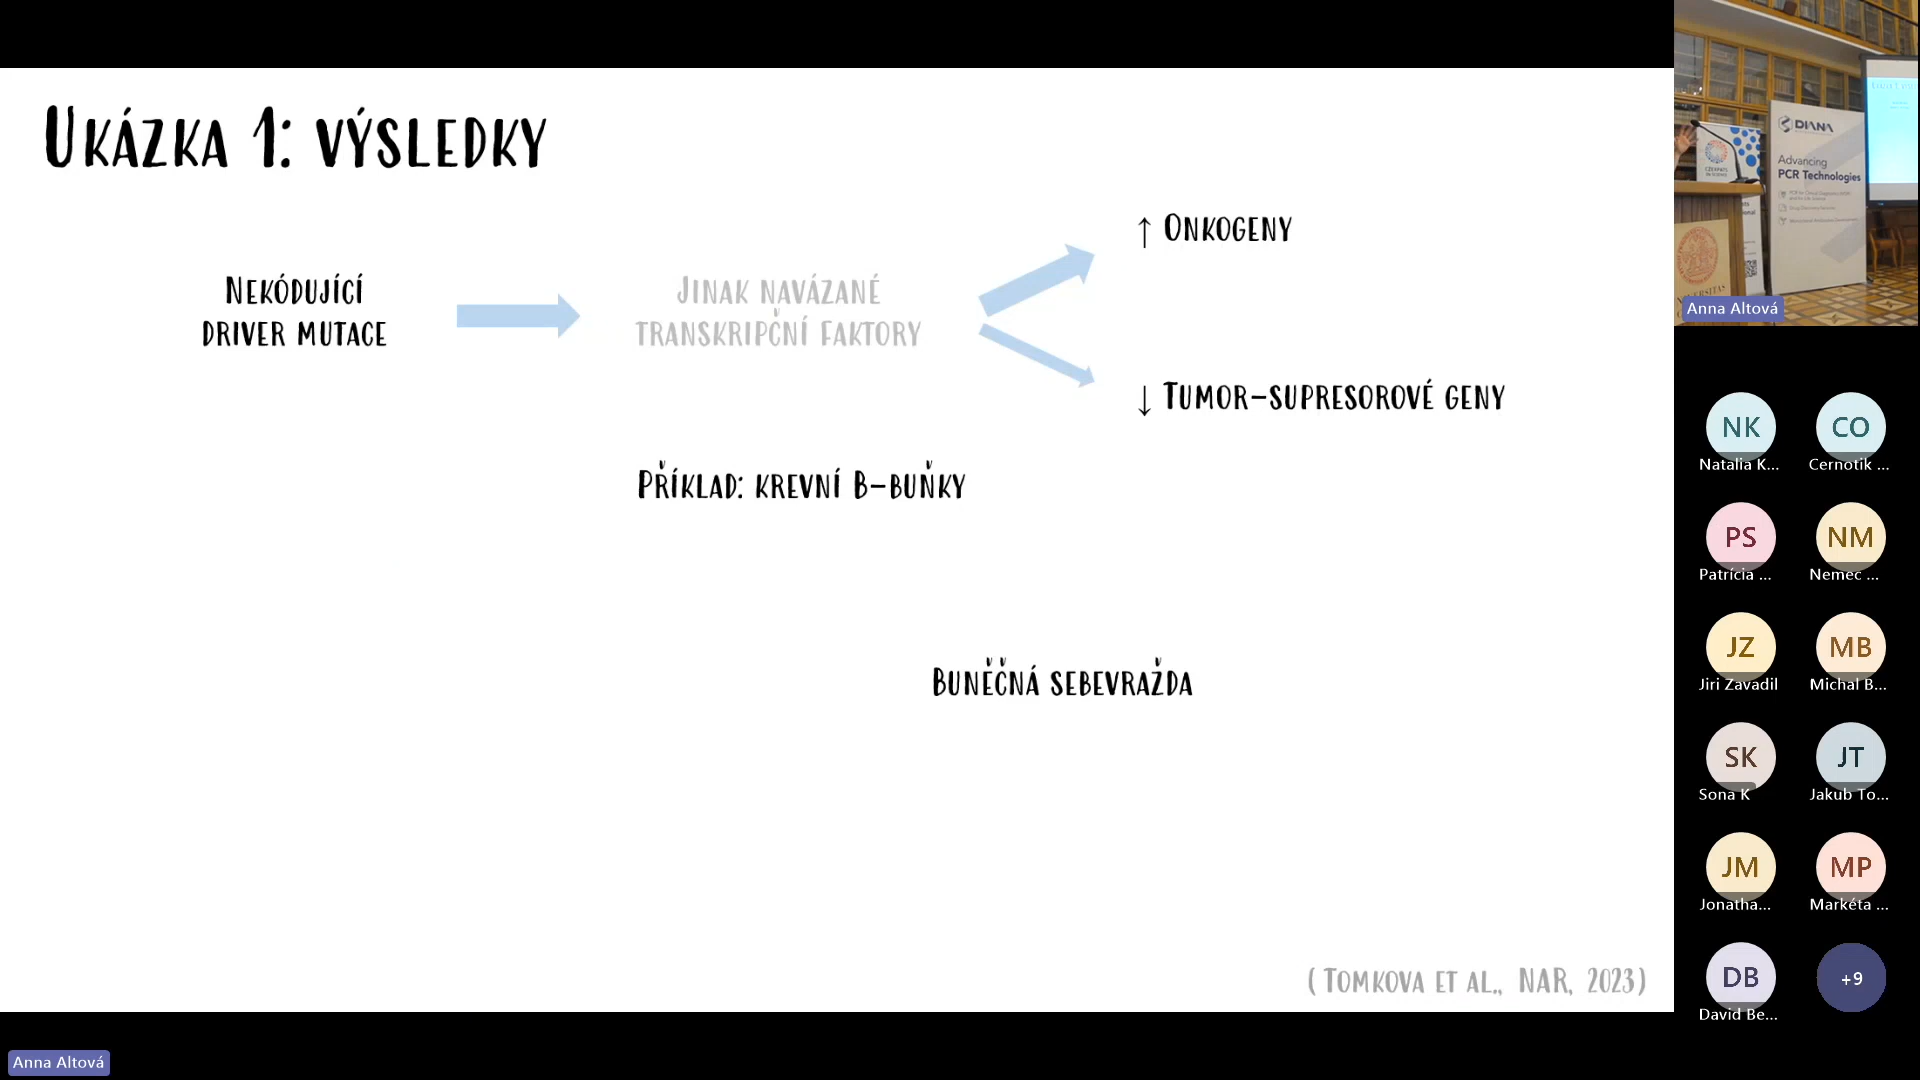 Ukázka 1: výsledky
Nekódující
driver mutace
Jinak navázané
transkripční faktory
↑ Onkogeny
↓ Tumor-supresorové geny
Příklad: krevní B-buňky
Buněčná sebevražda
(Tomkova et al., NAR, 2023)
Anna Altová
DIANA
Advancing
PCR Technologies
CZEXPATS
Anna Altová
NK
Natalia K...
CO
Cernotik ...
PS
Patrícia ...
NM
Nemec ...
JZ
Jiri Zavadil
MB
Michal B...
SK
Sona K
JT
Jakub To...
JM
Jonatha...
MP
Markéta ...
DB
David Be...
+9